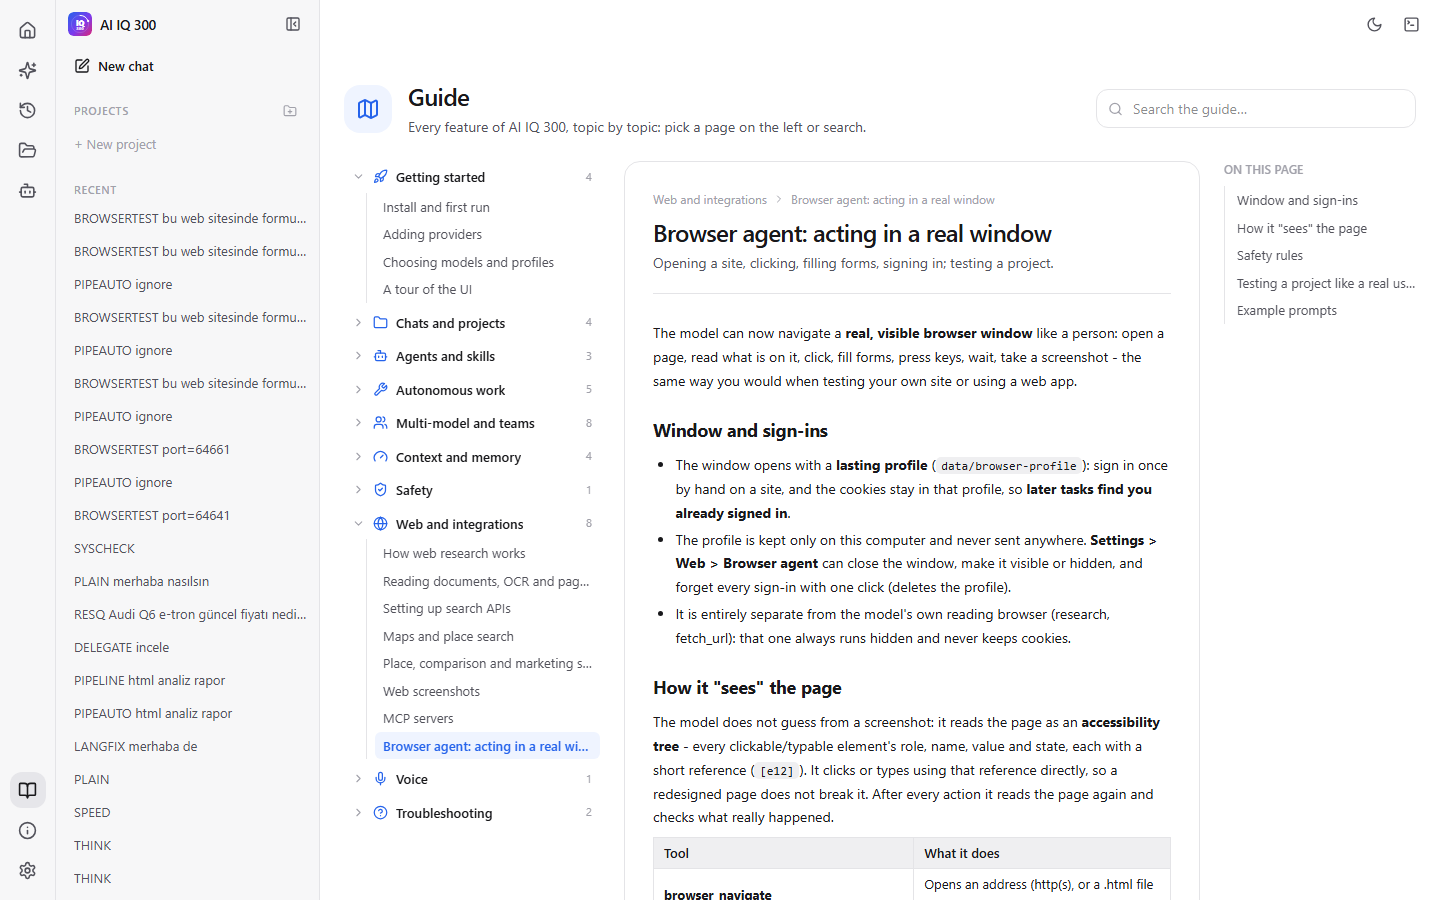 AI IQ 300
New chat
PROJECTS
+ New project
RECENT
BROWSERTEST bu web sitesinde formu...
BROWSERTEST bu web sitesinde formu...
PIPEAUTO ignore
BROWSERTEST bu web sitesinde formu...
PIPEAUTO ignore
BROWSERTEST bu web sitesinde formu...
PIPEAUTO ignore
BROWSERTEST port=64661
PIPEAUTO ignore
BROWSERTEST port=64641
SYSCHECK
PLAIN merhaba nasılsın
RESQ Audi Q6 e-tron güncel fiyatı nedi...
DELEGATE incele
PIPELINE html analiz rapor
PIPEAUTO html analiz rapor
LANGFIX merhaba de
PLAIN
SPEED
THINK
THINK
Guide
Every feature of AI IQ 300, topic by topic: pick a page on the left or search.
Search the guide...
Getting started 4
Install and first run
Adding providers
Choosing models and profiles
A tour of the UI
Chats and projects 4
Agents and skills 3
Autonomous work 5
Multi-model and teams 8
Context and memory 4
Safety 1
Web and integrations 8
How web research works
Reading documents, OCR and pag...
Setting up search APIs
Maps and place search
Place, comparison and marketing s...
Web screenshots
MCP servers
Browser agent: acting in a real wi...
Voice 1
Troubleshooting 2
Web and integrations > Browser agent: acting in a real window
Browser agent: acting in a real window
Opening a site, clicking, filling forms, signing in; testing a project.
The model can now navigate a real, visible browser window like a person: open a
page, read what is on it, click, fill forms, press keys, wait, take a screenshot - the
same way you would when testing your own site or using a web app.
Window and sign-ins
• The window opens with a lasting profile ( data/browser-profile ): sign in once
by hand on a site, and the cookies stay in that profile, so later tasks find you
already signed in.
• The profile is kept only on this computer and never sent anywhere. Settings >
Web > Browser agent can close the window, make it visible or hidden, and
forget every sign-in with one click (deletes the profile).
• It is entirely separate from the model's own reading browser (research,
fetch_url): that one always runs hidden and never keeps cookies.
How it "sees" the page
The model does not guess from a screenshot: it reads the page as an accessibility
tree - every clickable/typable element's role, name, value and state, each with a
short reference ( [e12] ). It clicks or types using that reference directly, so a
redesigned page does not break it. After every action it reads the page again and
checks what really happened.
Tool What it does
browser_navigate Opens an address (http(s), or a .html file
ON THIS PAGE
Window and sign-ins
How it "sees" the page
Safety rules
Testing a project like a real us...
Example prompts